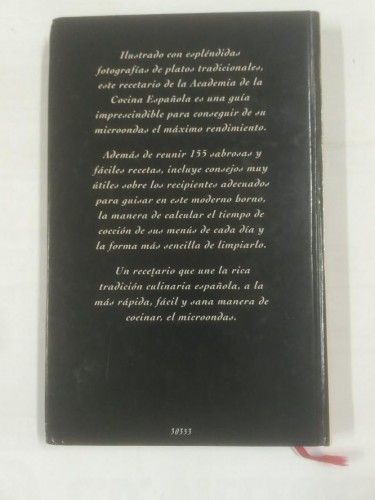 Ilustrado con espléndidas
fotografías de platos tradicionales,
este recetario de la Academia de la
Cocina Española es una guía
imprescindible para conseguir de su
microondas el máximo rendimiento.
Además de reunir 155 sabrosas y
fáciles recetas, incluye consejos muy
útiles sobre los recipientes adecuados
para guisar en este moderno horno,
la manera de calcular el tiempo de
cocción de sus menús de cada día y
la forma más sencilla de limpiarlo.
Un recetario que une la rica
tradición culinaria española, a la
más rápida, fácil y sana manera de
cocinar, el microondas.
30333